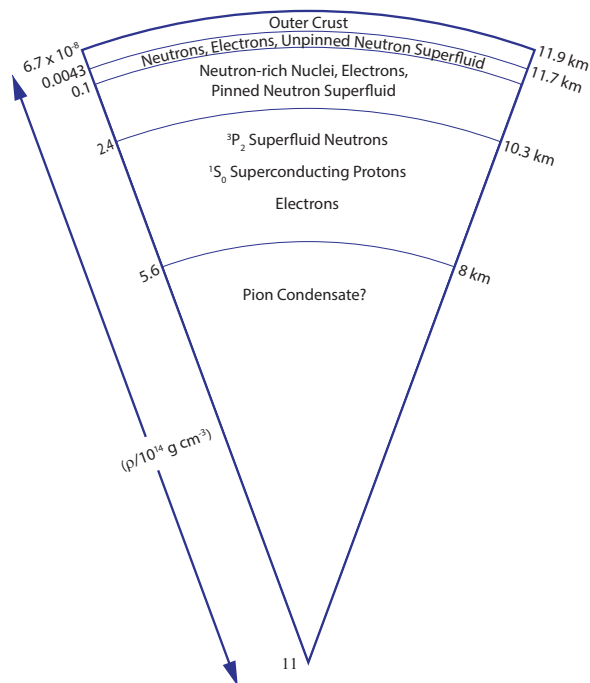 Outer Crust
6.7 x 10⁻⁸
11.9 km
Neutrons, Electrons, Unpinned Neutron Superfluid
0.0043
11.7 km
0.1
Neutron-rich Nuclei, Electrons,
Pinned Neutron Superfluid
2.4
10.3 km
³P₂ Superfluid Neutrons
¹S₀ Superconducting Protons
Electrons
5.6
8 km
Pion Condensate?
(ρ/10¹⁴ g cm⁻³)
11